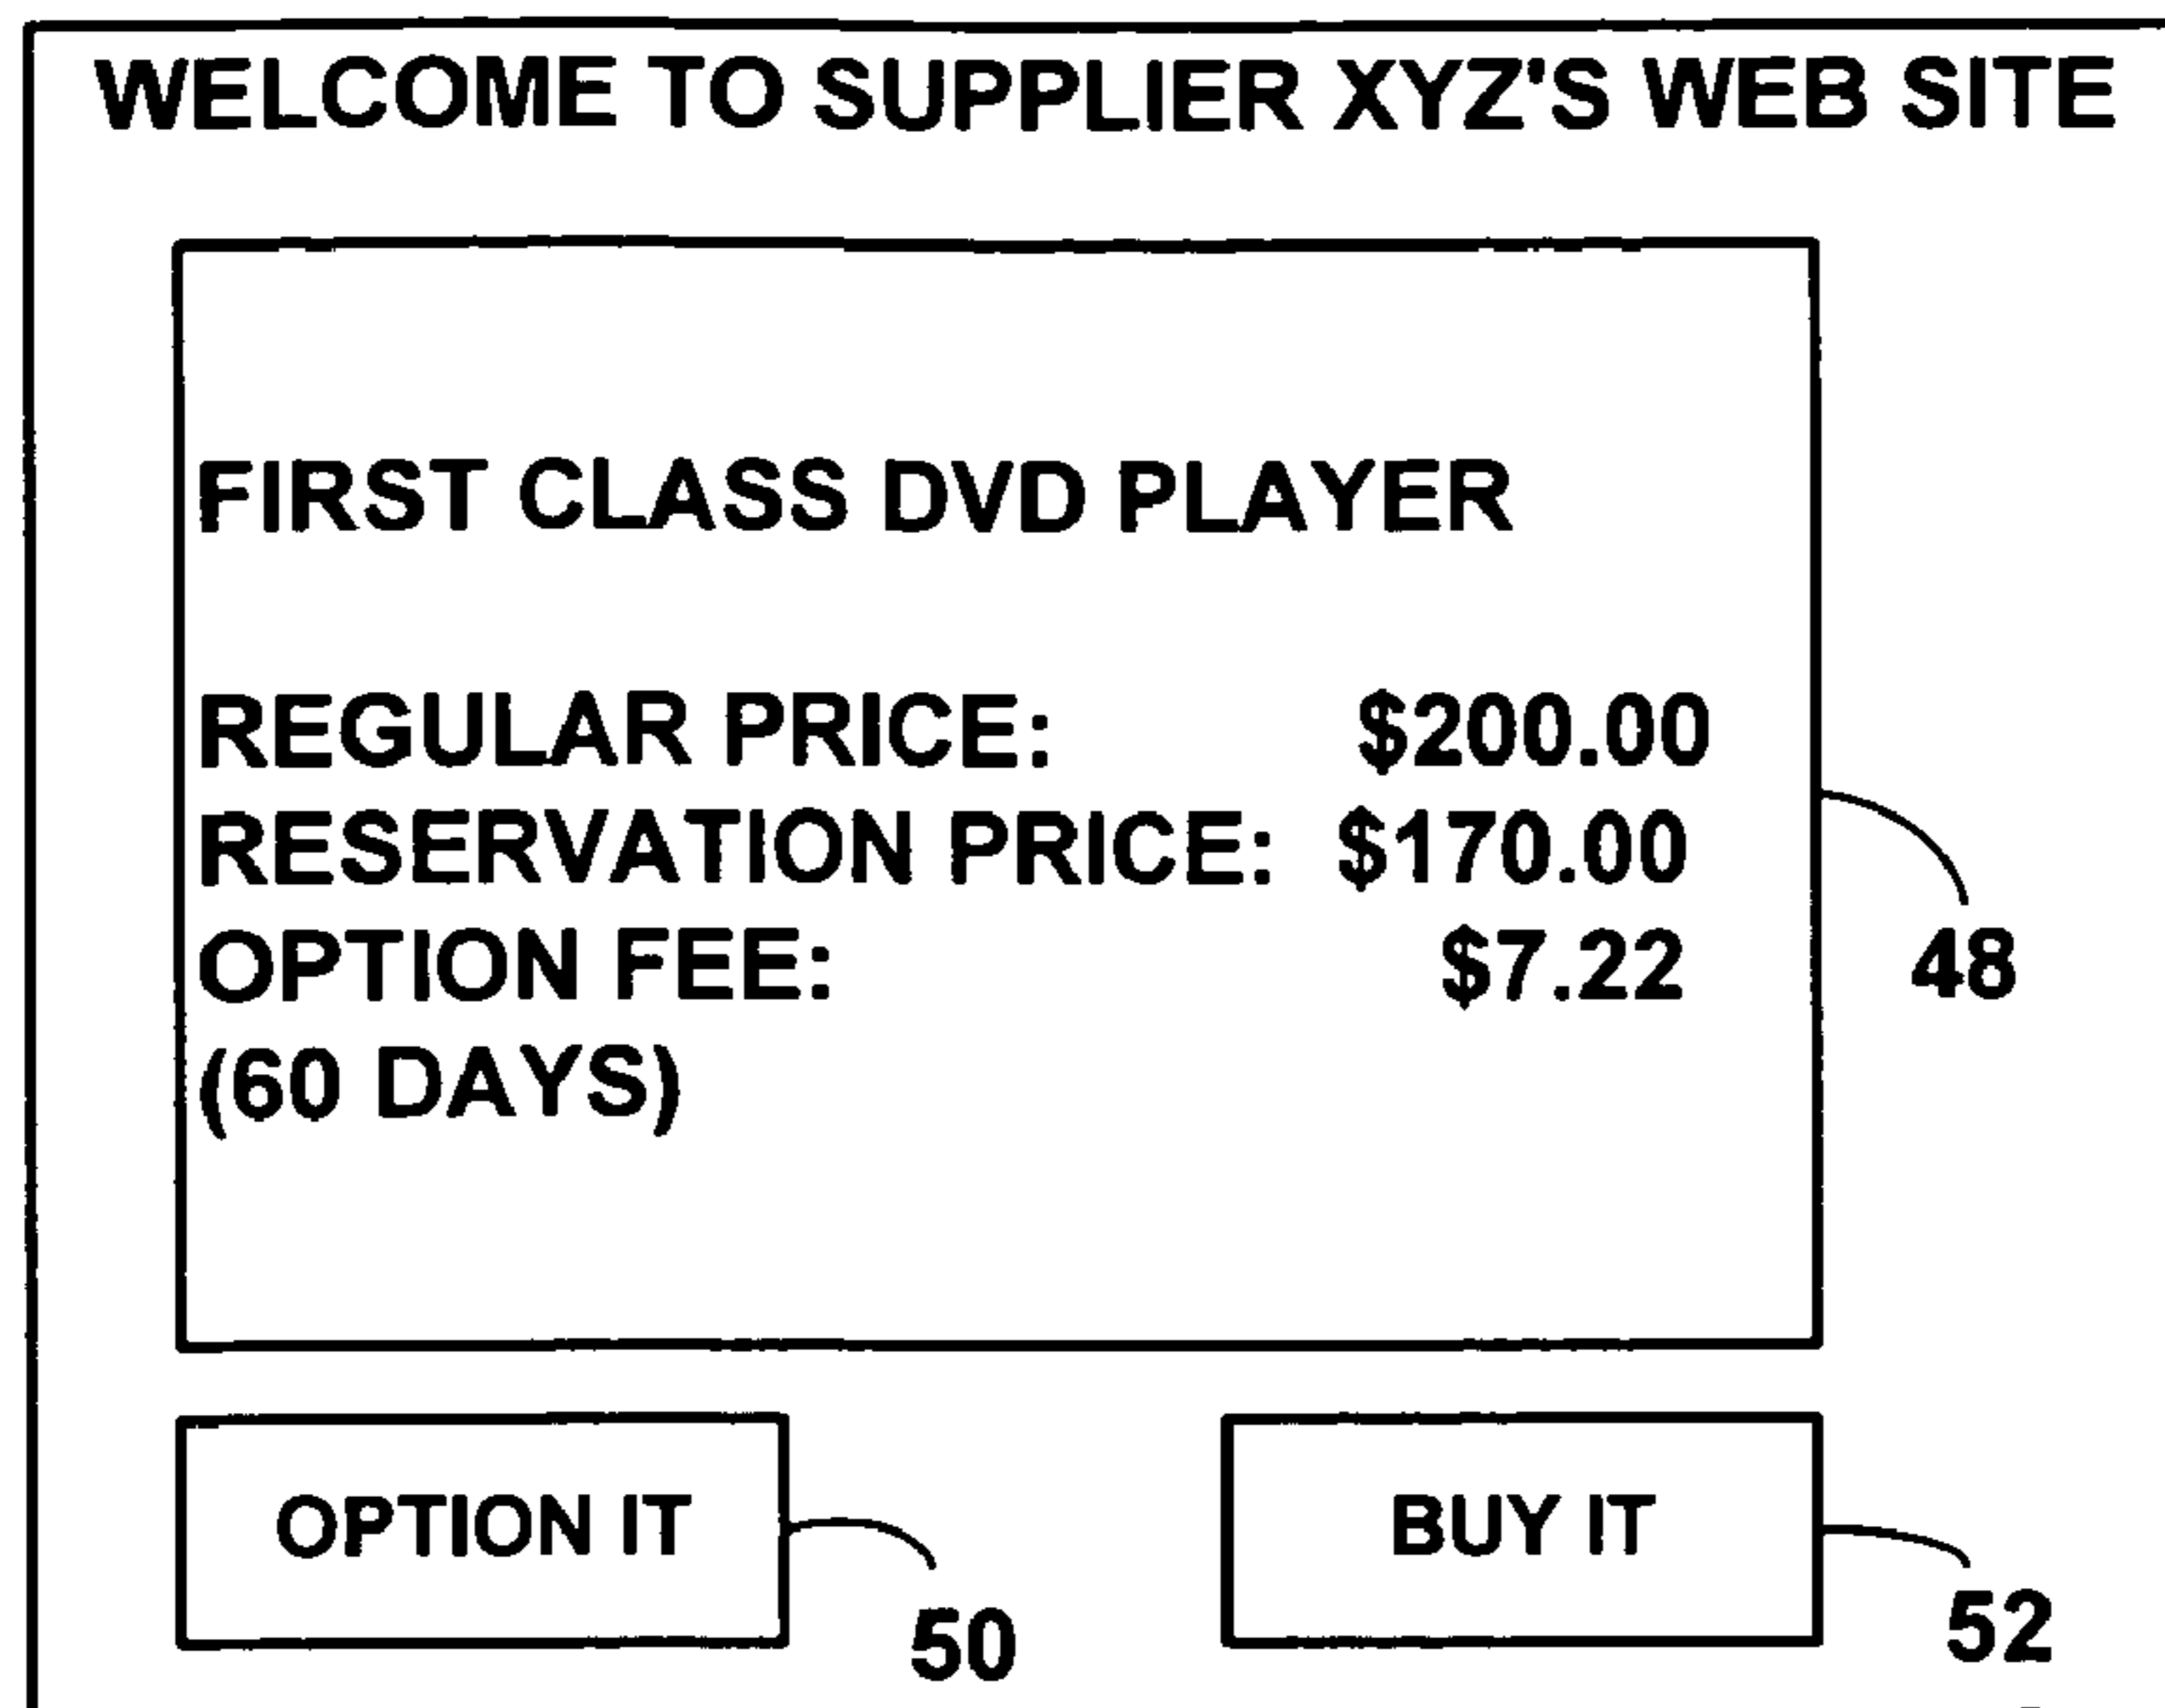 WELCOME TO SUPPLIER XYZ'S WEB SITE
FIRST CLASS DVD PLAYER
REGULAR PRICE: $200.00
RESERVATION PRICE: $170.00
OPTION FEE: $7.22
(60 DAYS)
48
OPTION IT
BUY IT
50
52